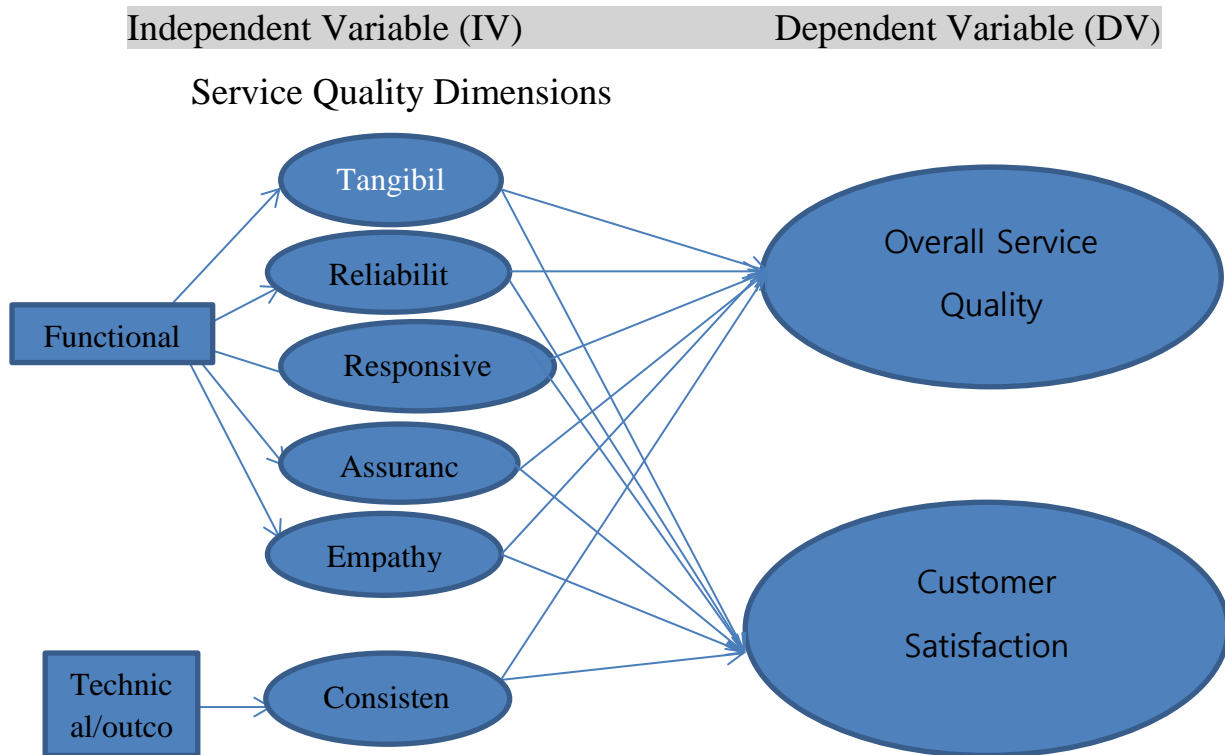 Independent Variable (IV) Dependent Variable (DV)
Service Quality Dimensions
Tangibil
Reliabilit
Functional
Responsive
Assuranc
Empathy
Technic
al/outco
Consisten
Overall Service
Quality
Customer
Satisfaction